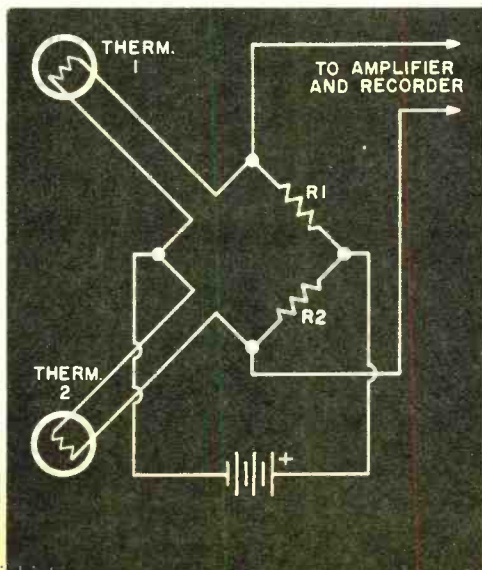 THERM.
1
TO AMPLIFIER
AND RECORDER
R1
R2
THERM.
2
+